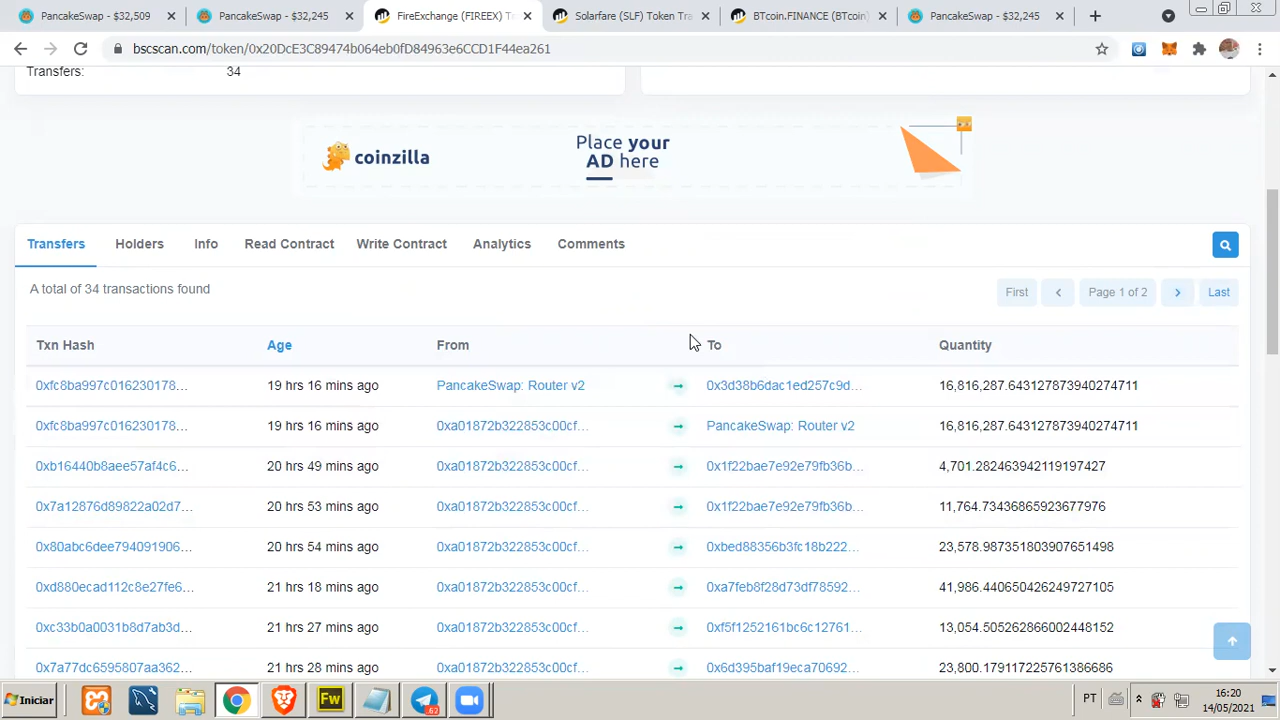 PancakeSwap - $32,509
PancakeSwap - $32,245
FireExchange (FIREEX) T
Solarfare (SLF) Token Tra
BTcoin.FINANCE (BTcoin)
PancakeSwap - $32,245
bscscan.com/token/0x20DcE3C89474b064eb0fD84963e6CCD1F44ea261
Transfers: 34
coinzilla
Place your
AD here
Transfers Holders Info Read Contract Write Contract Analytics Comments
A total of 34 transactions found
First Page 1 of 2 Last
Txn Hash Age From To Quantity
0xfc8ba997c016230178... 19 hrs 16 mins ago PancakeSwap: Router v2 0x3d38b6dac1ed257c9d... 16,816,287.643127873940274711
0xfc8ba997c016230178... 19 hrs 16 mins ago 0xa01872b322853c00cf... PancakeSwap: Router v2 16,816,287.643127873940274711
0xb16440b8aee57af4c6... 20 hrs 49 mins ago 0xa01872b322853c00cf... 0x1f22bae7e92e79fb36b... 4,701.282463942119197427
0x7a12876d89822a02d7... 20 hrs 53 mins ago 0xa01872b322853c00cf... 0x1f22bae7e92e79fb36b... 11,764.73436865923677976
0x80abc6dee794091906... 20 hrs 54 mins ago 0xa01872b322853c00cf... 0xbed88356b3fc18b222... 23,578.987351803907651498
0xd880ecad112c8e27fe6... 21 hrs 18 mins ago 0xa01872b322853c00cf... 0xa7feb8f28d73df78592... 41,986.440650426249727105
0xc33b0a0031b8d7ab3d... 21 hrs 27 mins ago 0xa01872b322853c00cf... 0xf5f1252161bc6c12761... 13,054.505262866002448152
0x7a77dc6595807aa362... 21 hrs 28 mins ago 0xa01872b322853c00cf... 0x6d395baf19eca70692... 23,800.179117225761386686
Iniciar
Fw
62
PT
16:20
14/05/2021